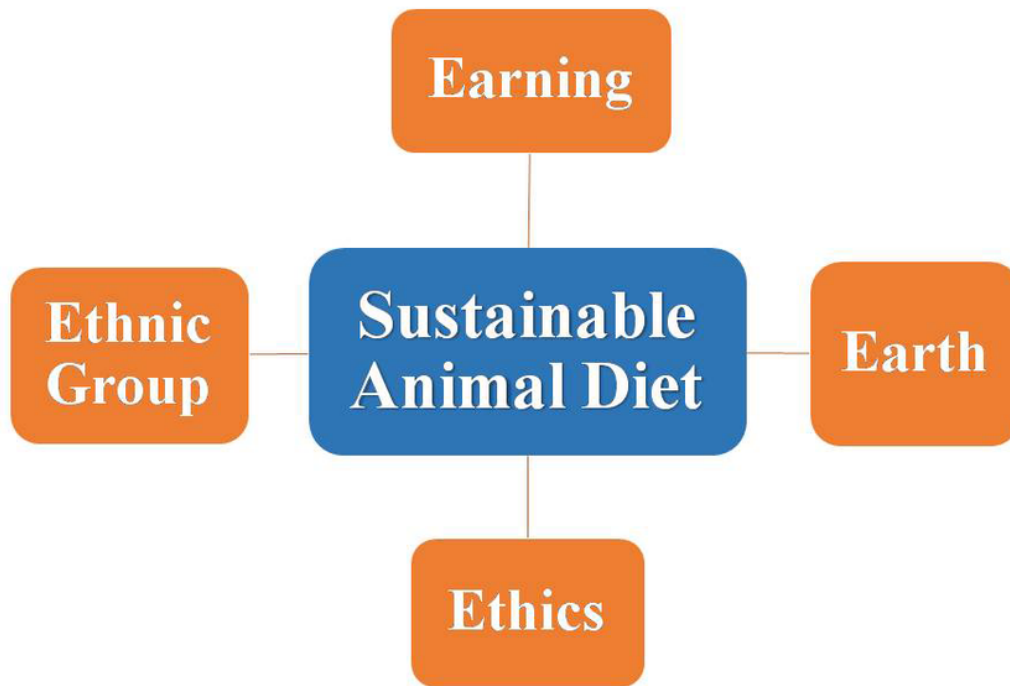 Earning
Ethnic
Group
Sustainable
Animal Diet
Earth
Ethics